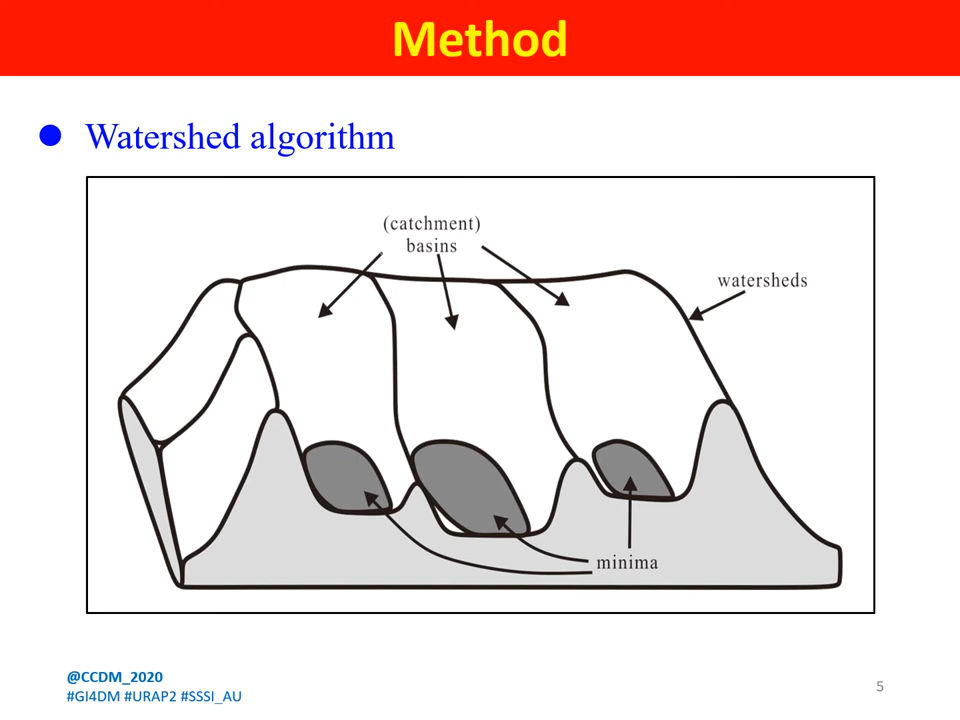 Method
Watershed algorithm
(catchment)
basins
watersheds
minima
@CCDM_2020
#GI4DM #URAP2 #SSSI_AU
5